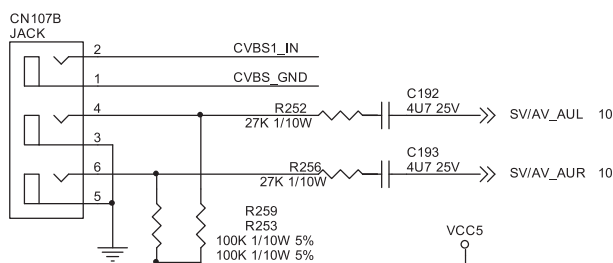 CN107B
JACK
2
CVBS1_IN
1
CVBS_GND
4
R252
27K 1/10W
C192
4U7 25V
SV/AV_AUL 10
3
6
R256
27K 1/10W
C193
4U7 25V
SV/AV_AUR 10
5
R259
R253
100K 1/10W 5%
100K 1/10W 5%
VCC5